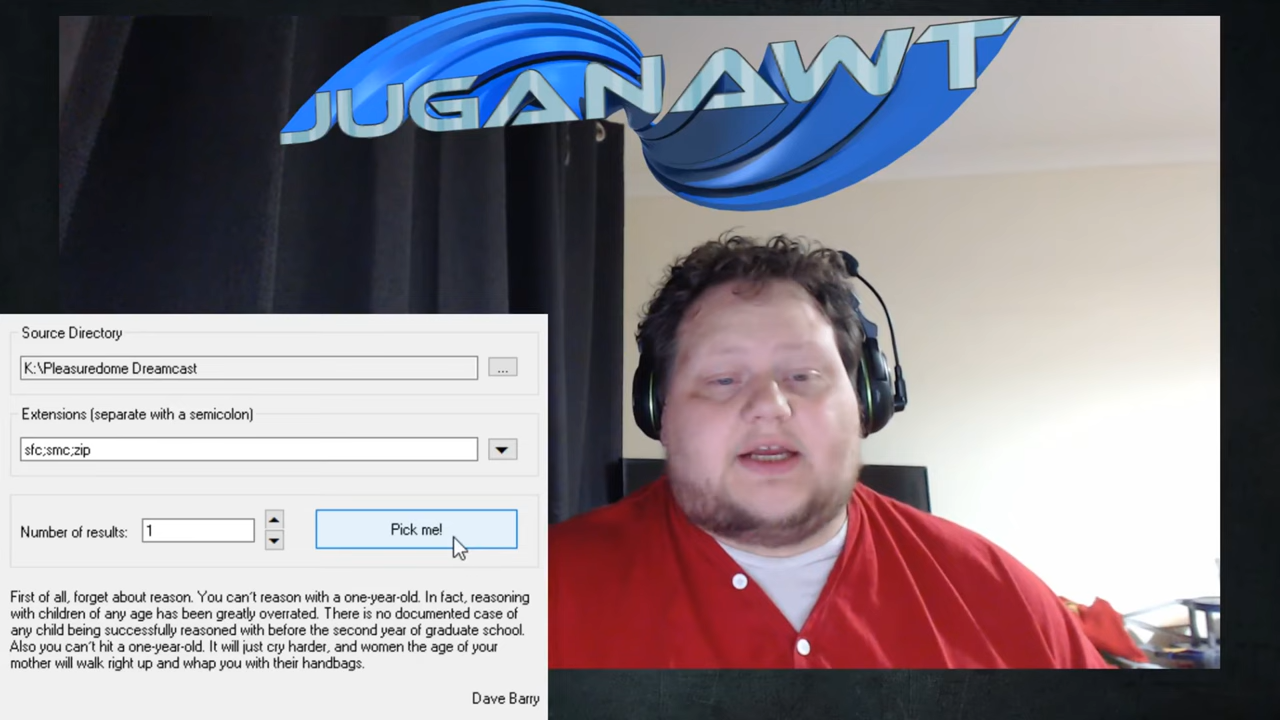 JUGANAWT
Source Directory
K:\Pleasuredome Dreamcast
...
Extensions (separate with a semicolon)
sfc;smc;zip
Number of results:
1
Pick me!
First of all, forget about reason. You can't reason with a one-year-old. In fact, reasoning
with children of any age has been greatly overrated. There is no documented case of
any child being successfully reasoned with before the second year of graduate school.
Also you can't hit a one-year-old. It will just cry harder, and women the age of your
mother will walk right up and whap you with their handbags.
Dave Barry